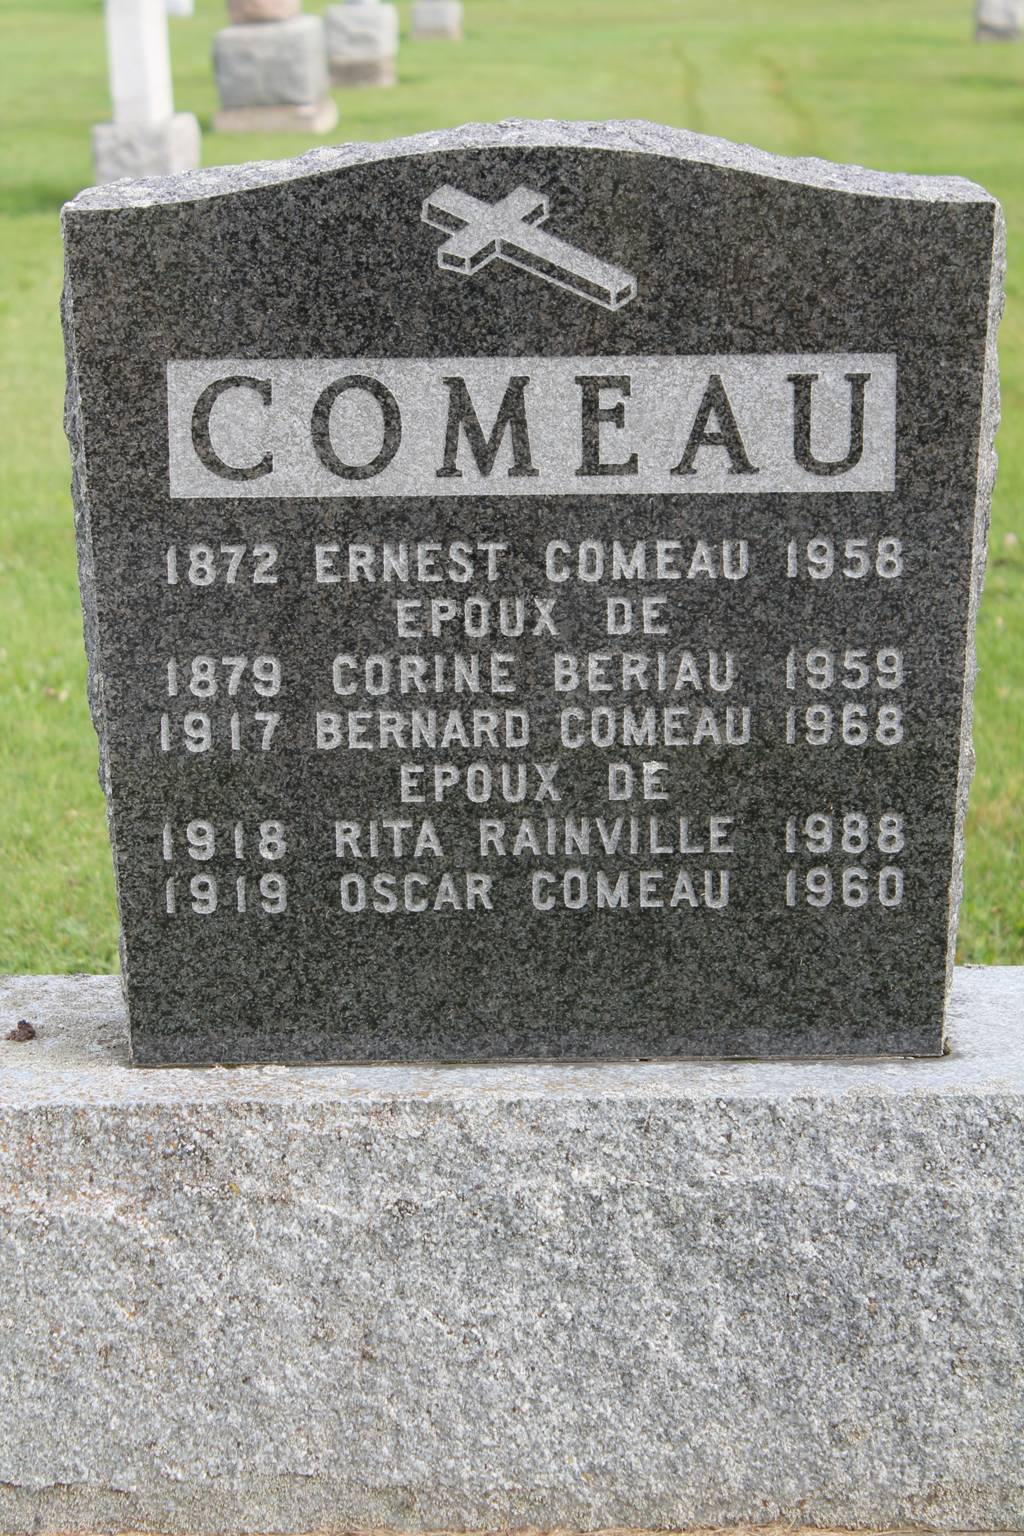 COMEAU
1872 ERNEST COMEAU 1958
EPOUX DE
1879 CORINE BERIAU 1959
1917 BERNARD COMEAU 1968
EPOUX DE
1918 RITA RAINVILLE 1988
1919 OSCAR COMEAU 1960